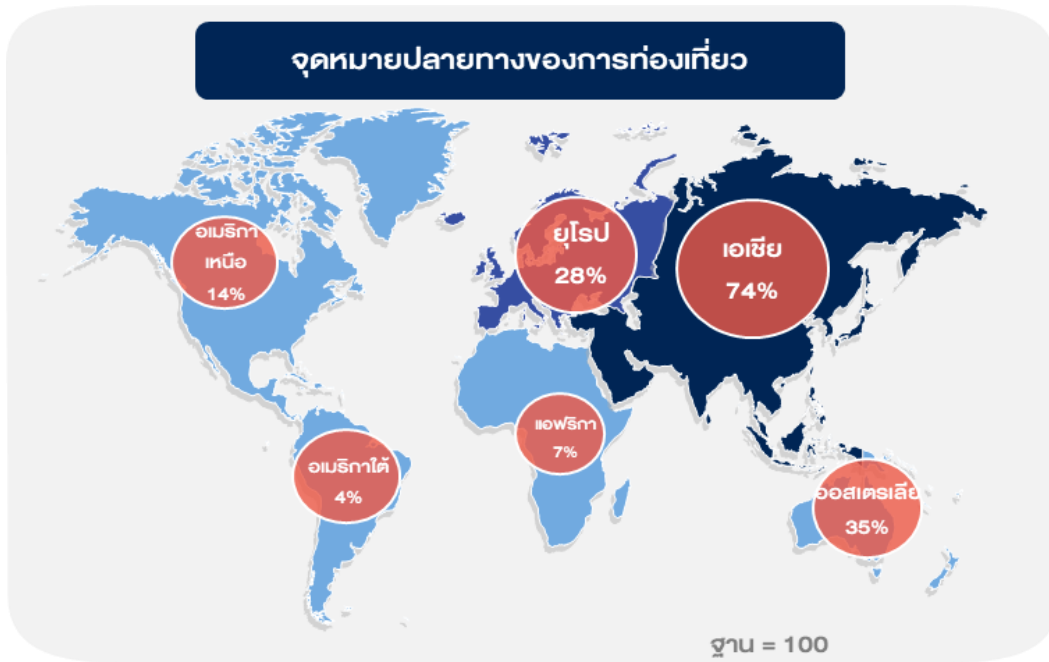 จุดหมายปลายทางของการท่องเที่ยว
อเมริกา
เหนือ
14%
ยุโรป
28%
เอเชีย
74%
แอฟริกา
7%
อเมริกาใต้
4%
ออสเตรเลีย
35%
ฐาน = 100